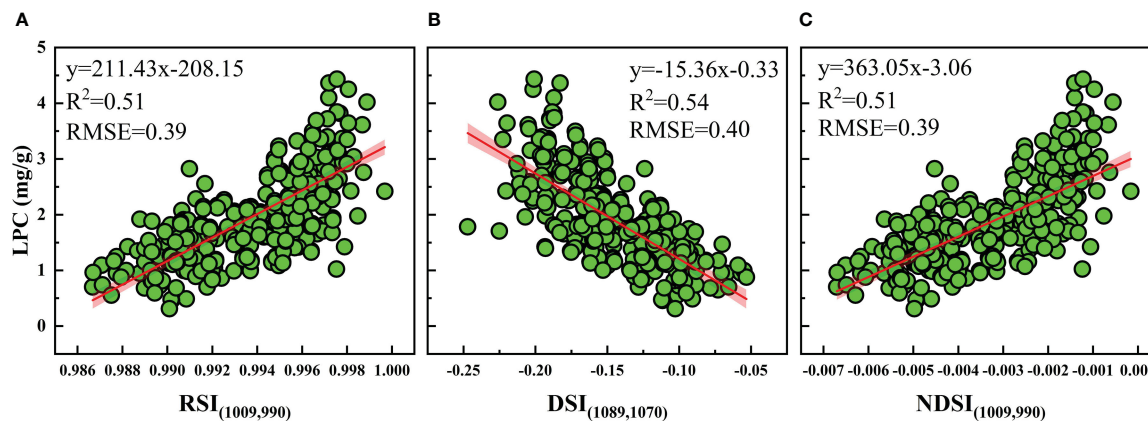 A
B
C
y=211.43x-208.15
R²=0.51
RMSE=0.39
y=-15.36x-0.33
R²=0.54
RMSE=0.40
y=363.05x-3.06
R²=0.51
RMSE=0.39
LPC (mg/g)
5
4
3
2
1
0
0.986 0.988 0.990 0.992 0.994 0.996 0.998 1.000
-0.25 -0.20 -0.15 -0.10 -0.05
-0.007 -0.006 -0.005 -0.004 -0.003 -0.002 -0.001 0.00
RSI(1009,990)
DSI(1089,1070)
NDSI(1009,990)